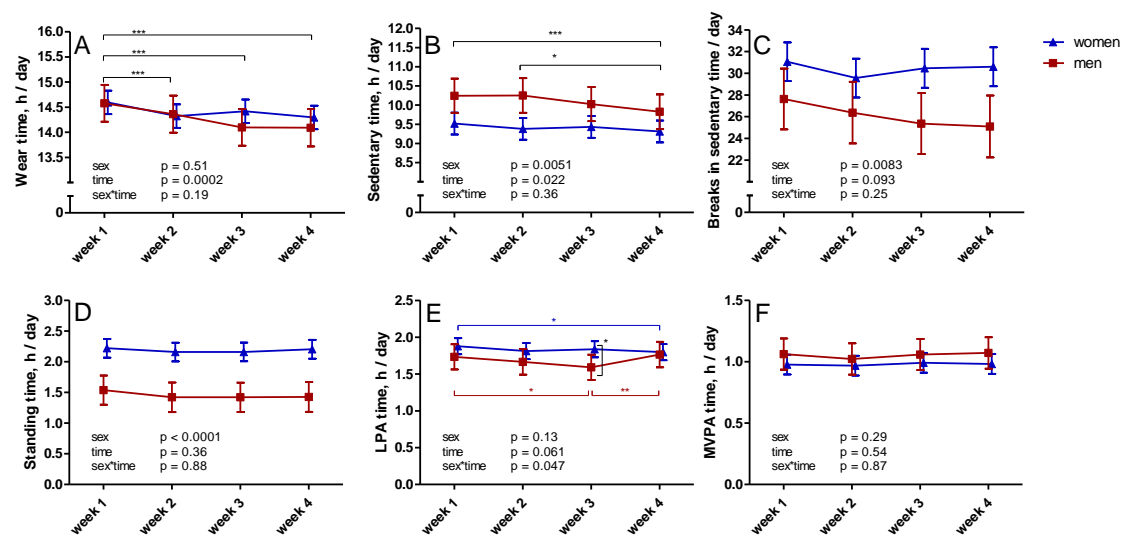 A
Wear time, h / day
16.0
15.5
15.0
14.5
14.0
13.5
0
***
***
***
sex p = 0.51
time p = 0.0002
sex*time p = 0.19
week 1 week 2 week 3 week 4
B
Sedentary time, h / day
12.0
11.5
11.0
10.5
10.0
9.5
9.0
8.5
0
***
*
sex p = 0.0051
time p = 0.022
sex*time p = 0.36
week 1 week 2 week 3 week 4
C
Breaks in sedentary time / day
34
32
30
28
26
24
22
0
sex p = 0.0083
time p = 0.093
sex*time p = 0.25
week 1 week 2 week 3 week 4
women
men
D
Standing time, h / day
3.0
2.5
2.0
1.5
1.0
0.5
0.0
sex p < 0.0001
time p = 0.36
sex*time p = 0.88
week 1 week 2 week 3 week 4
E
LPA time, h / day
2.5
2.0
1.5
1.0
0.5
0.0
*
*
* **
sex p = 0.13
time p = 0.061
sex*time p = 0.047
week 1 week 2 week 3 week 4
F
MVPA time, h / day
1.5
1.0
0.5
0.0
sex p = 0.29
time p = 0.54
sex*time p = 0.87
week 1 week 2 week 3 week 4